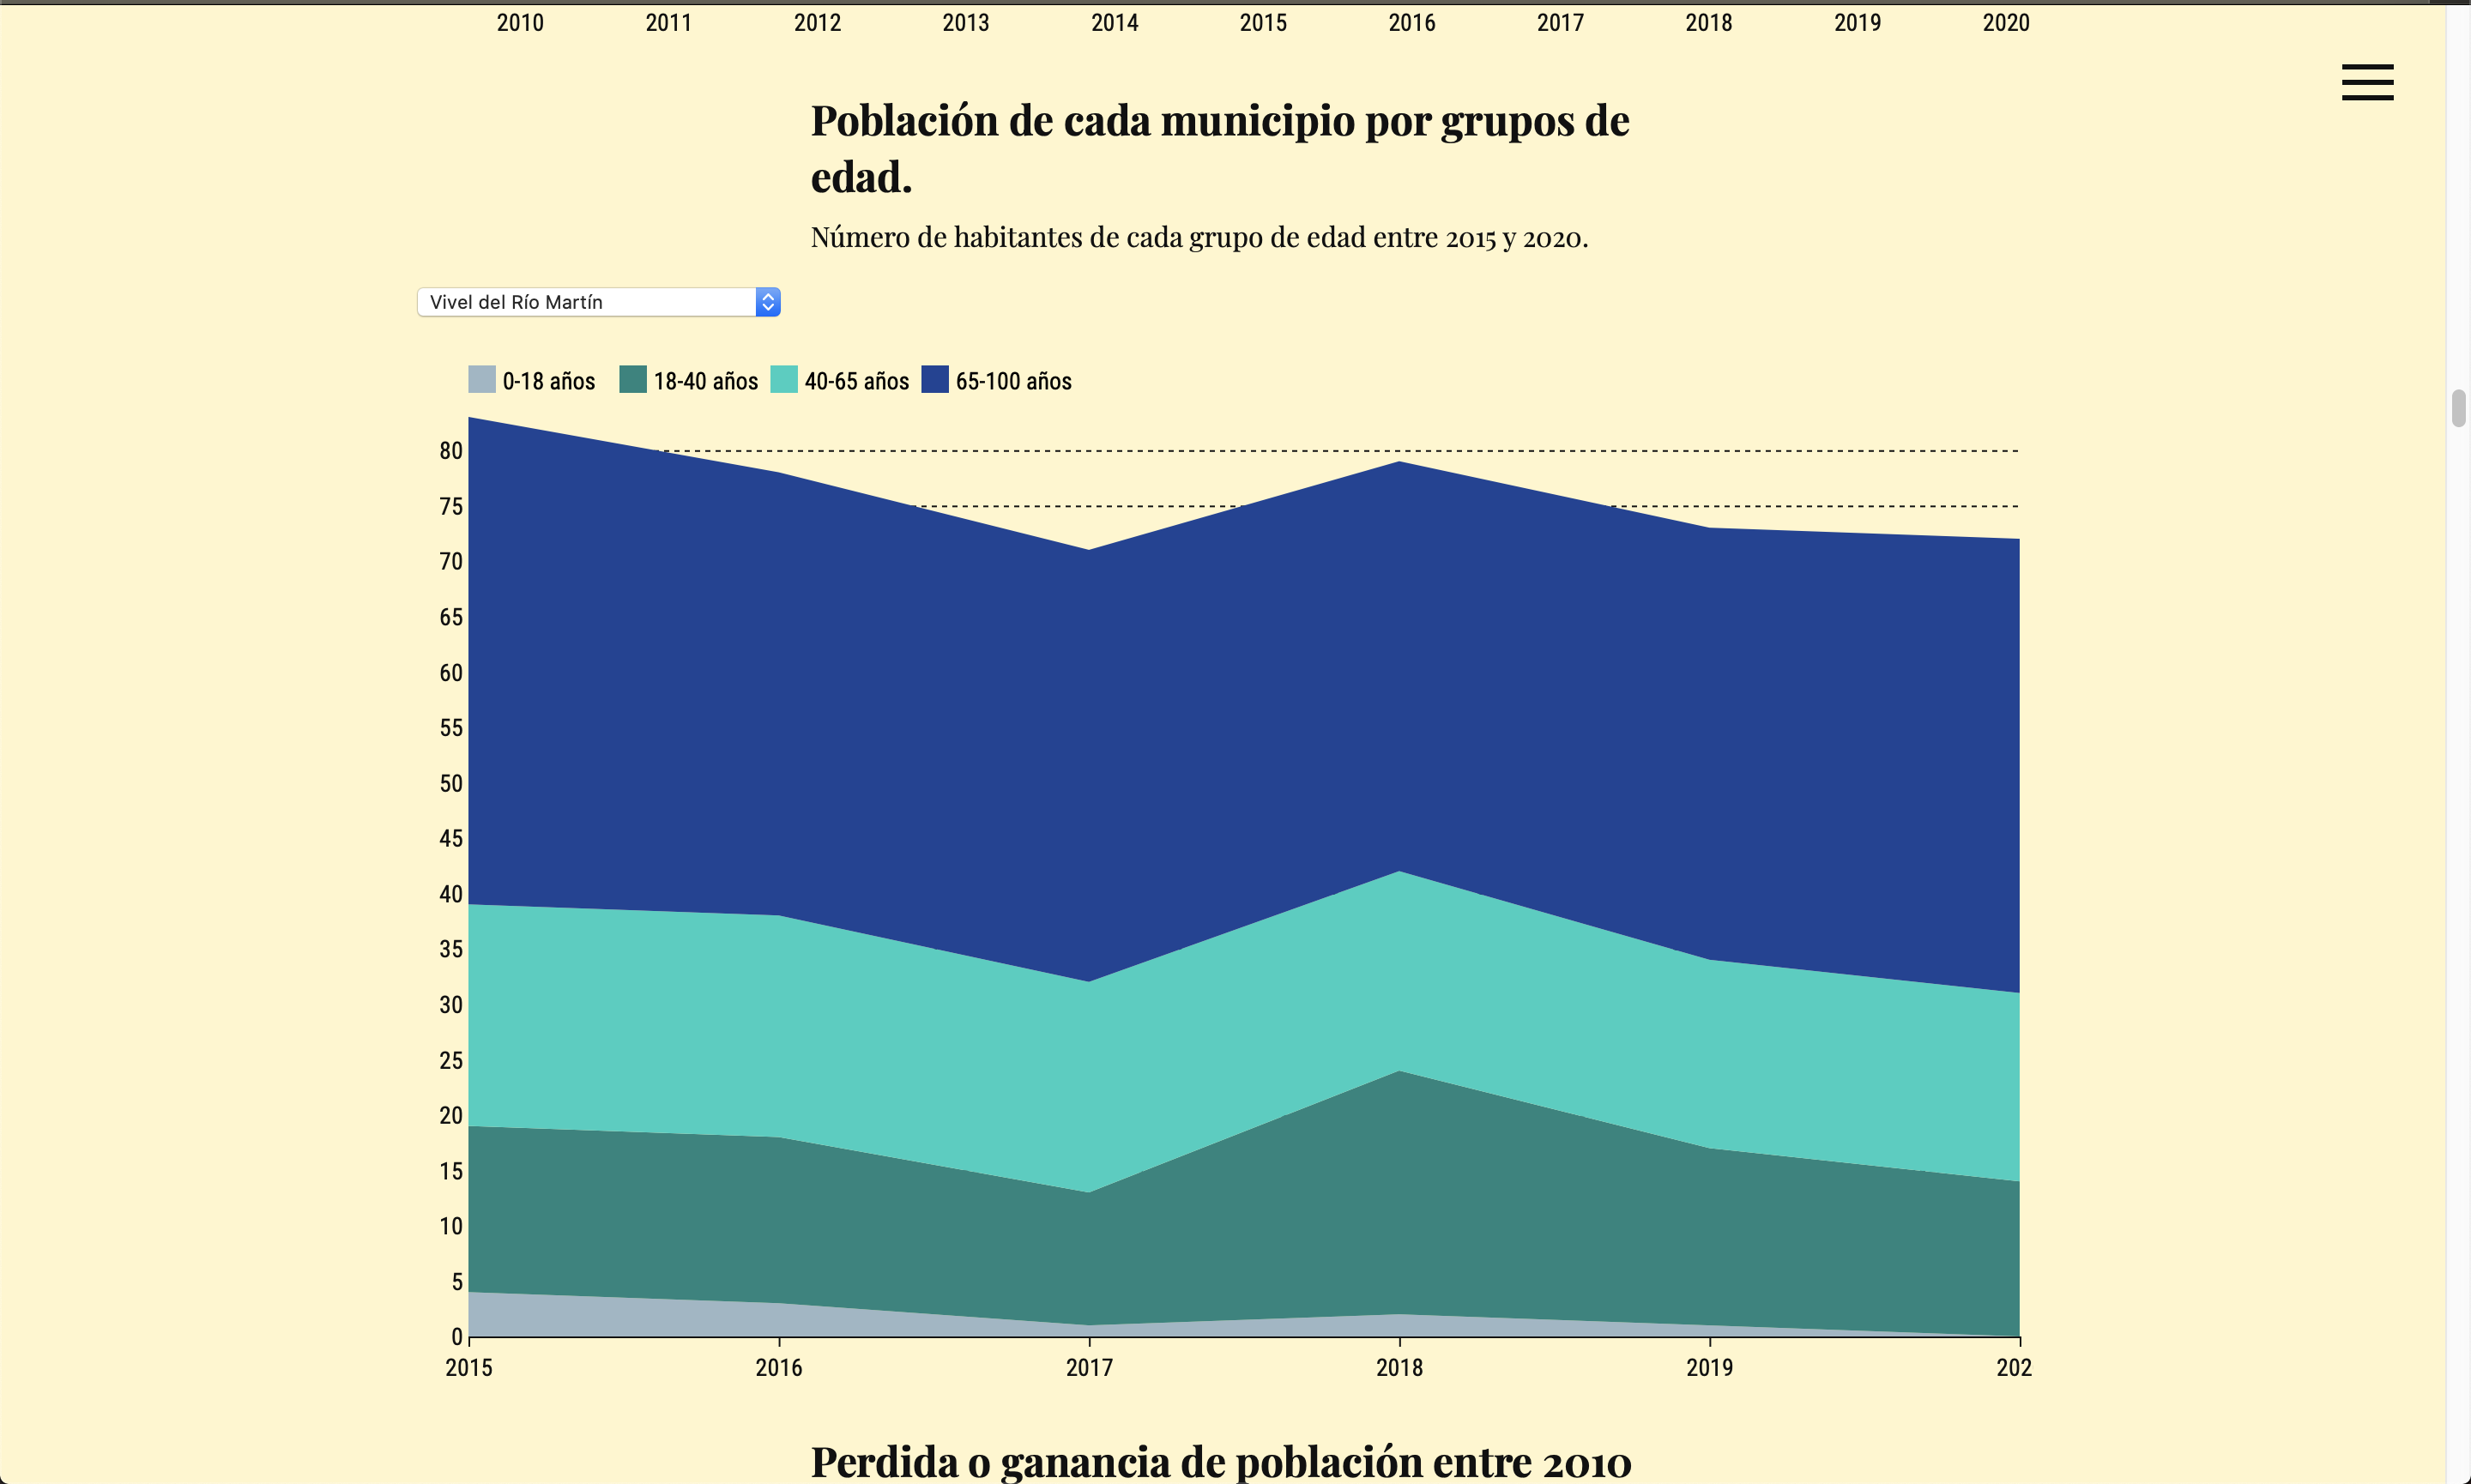 2010 2011 2012 2013 2014 2015 2016 2017 2018 2019 2020
Población de cada municipio por grupos de
edad.
Número de habitantes de cada grupo de edad entre 2015 y 2020.
Vivel del Río Martín
0-18 años 18-40 años 40-65 años 65-100 años
80
75
70
65
60
55
50
45
40
35
30
25
20
15
10
5
0
2015 2016 2017 2018 2019 202
Perdida o ganancia de población entre 2010